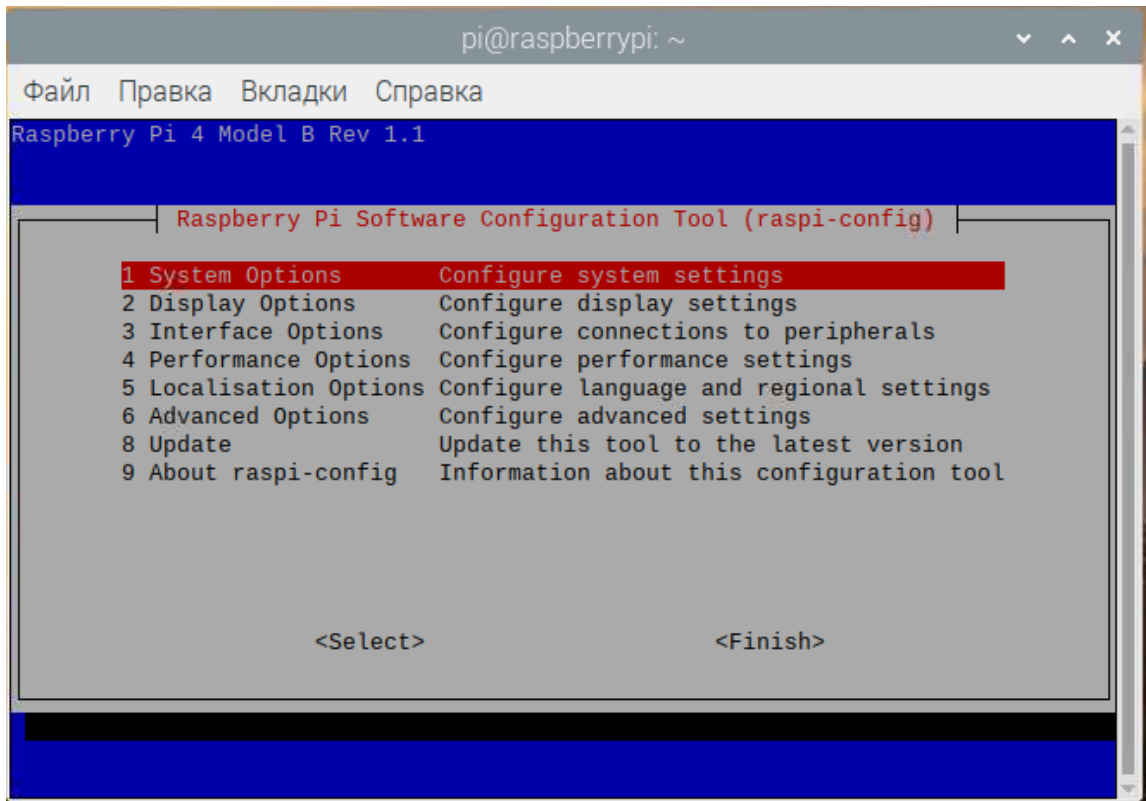 pi@raspberrypi: ~
Файл Правка Вкладки Справка
Raspberry Pi 4 Model B Rev 1.1
Raspberry Pi Software Configuration Tool (raspi-config)
1 System Options Configure system settings
2 Display Options Configure display settings
3 Interface Options Configure connections to peripherals
4 Performance Options Configure performance settings
5 Localisation Options Configure language and regional settings
6 Advanced Options Configure advanced settings
8 Update Update this tool to the latest version
9 About raspi-config Information about this configuration tool
<Select> <Finish>